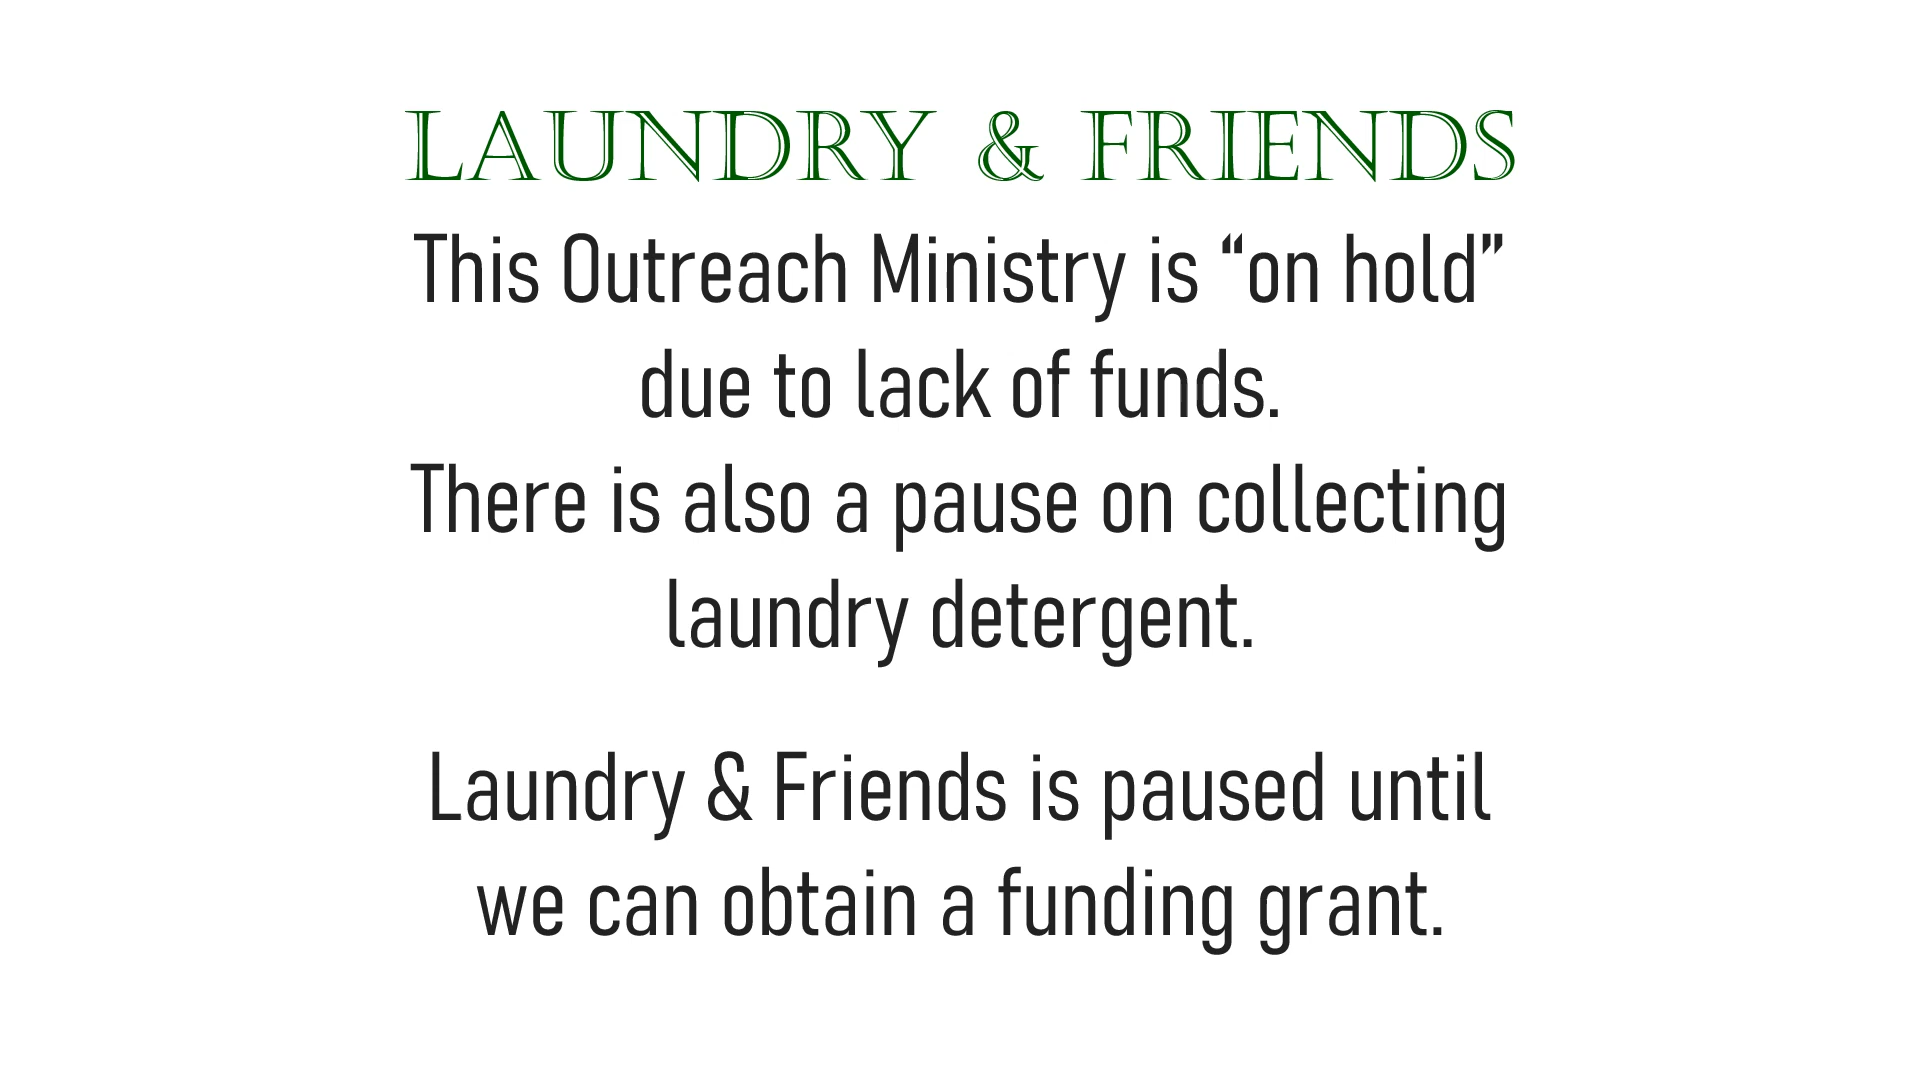 LAUNDRY & FRIENDS
This Outreach Ministry is “on hold”
due to lack of funds.
There is also a pause on collecting
laundry detergent.
Laundry & Friends is paused until
we can obtain a funding grant.